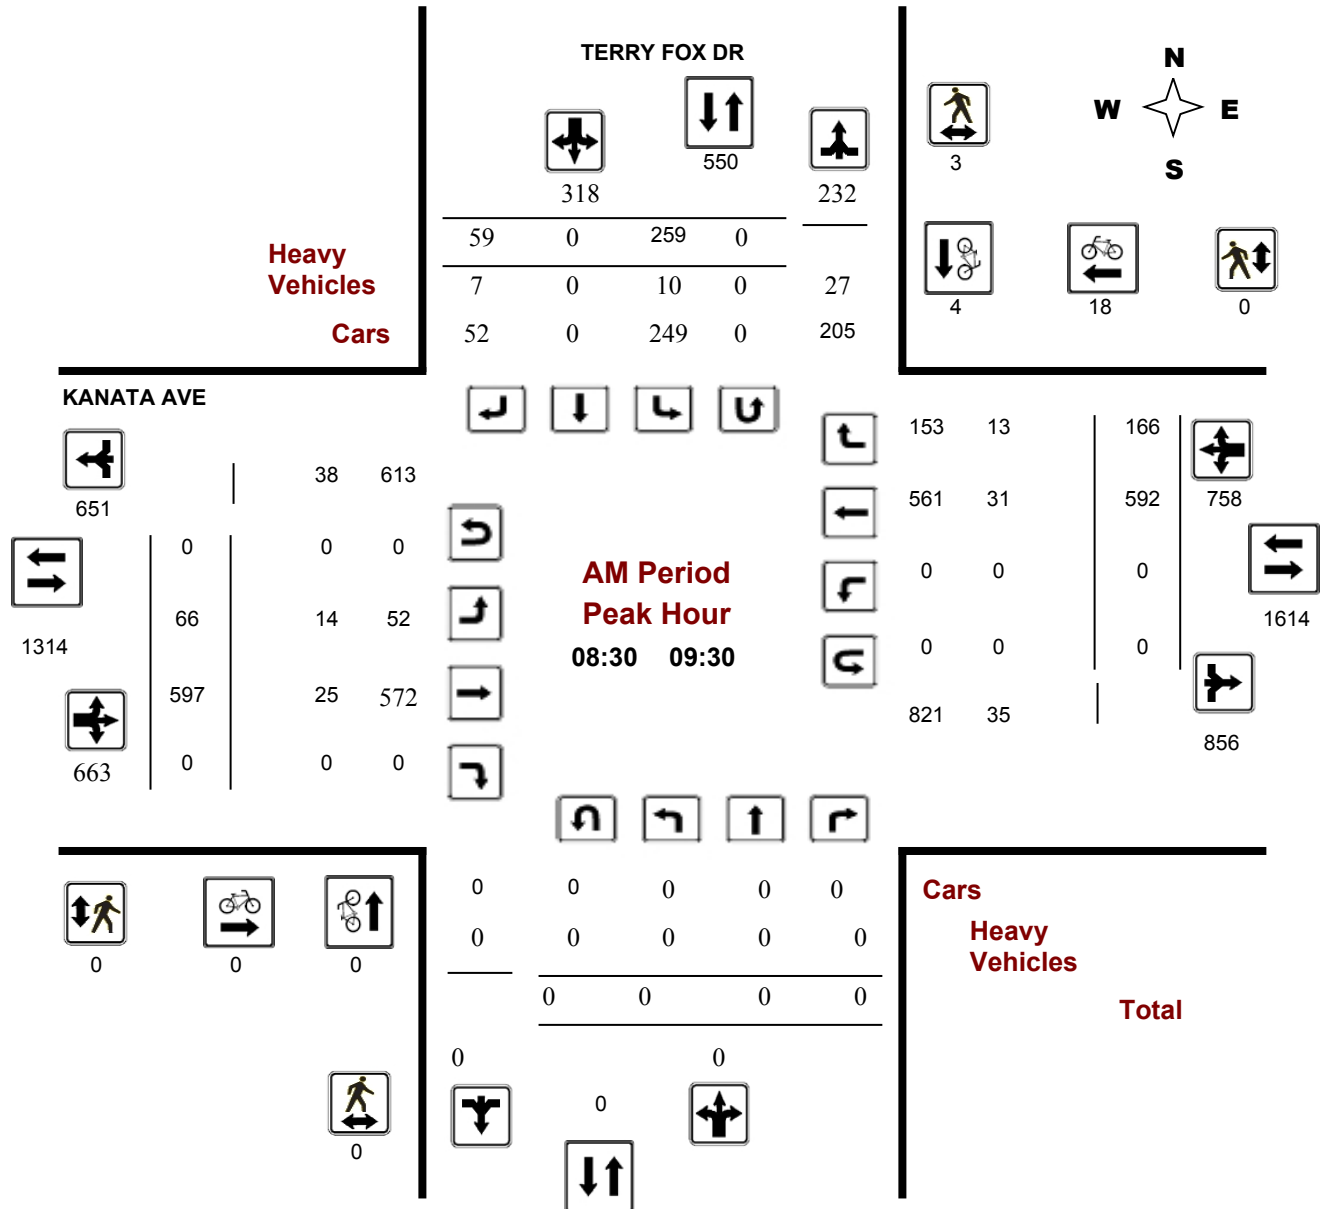 TERRY FOX DR
N
W E
S
550
3
318 232
59 0 259 0
Heavy
Vehicles
7 0 10 0 27
4 18 0
Cars
52 0 249 0 205
KANATA AVE
153 13 166
38 613
651
561 31 592 758
0 0 0
AM Period
0 0 0
Peak Hour
66 14 52
1614
1314
08:30 09:30
0 0 0
597 25 572
821 35
856
663 0 0 0
0 0 0 0 0
Cars
0 0 0 0 0
Heavy
Vehicles
0 0 0
0 0 0 0
Total
0 0
0
0